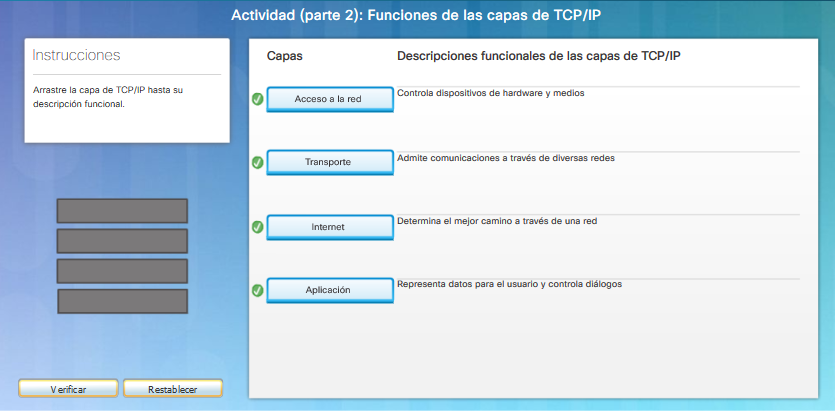 Actividad (parte 2): Funciones de las capas de TCP/IP
Instrucciones
Arrastre la capa de TCP/IP hasta su
descripción funcional.
Capas
Descripciones funcionales de las capas de TCP/IP
Acceso a la red
Controla dispositivos de hardware y medios
Transporte
Admite comunicaciones a través de diversas redes
Internet
Determina el mejor camino a través de una red
Aplicación
Representa datos para el usuario y controla diálogos
Verificar
Restablecer